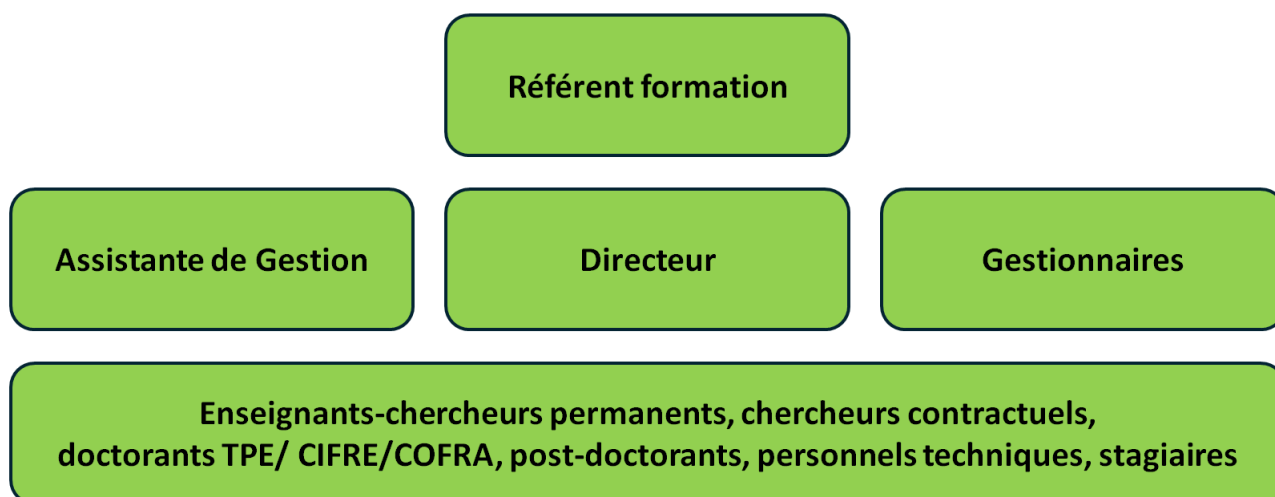 Référent formation
Assistante de Gestion
Directeur
Gestionnaires
Enseignants-chercheurs permanents, chercheurs contractuels,
doctorants TPE/ CIFRE/COFRA, post-doctorants, personnels techniques, stagiaires